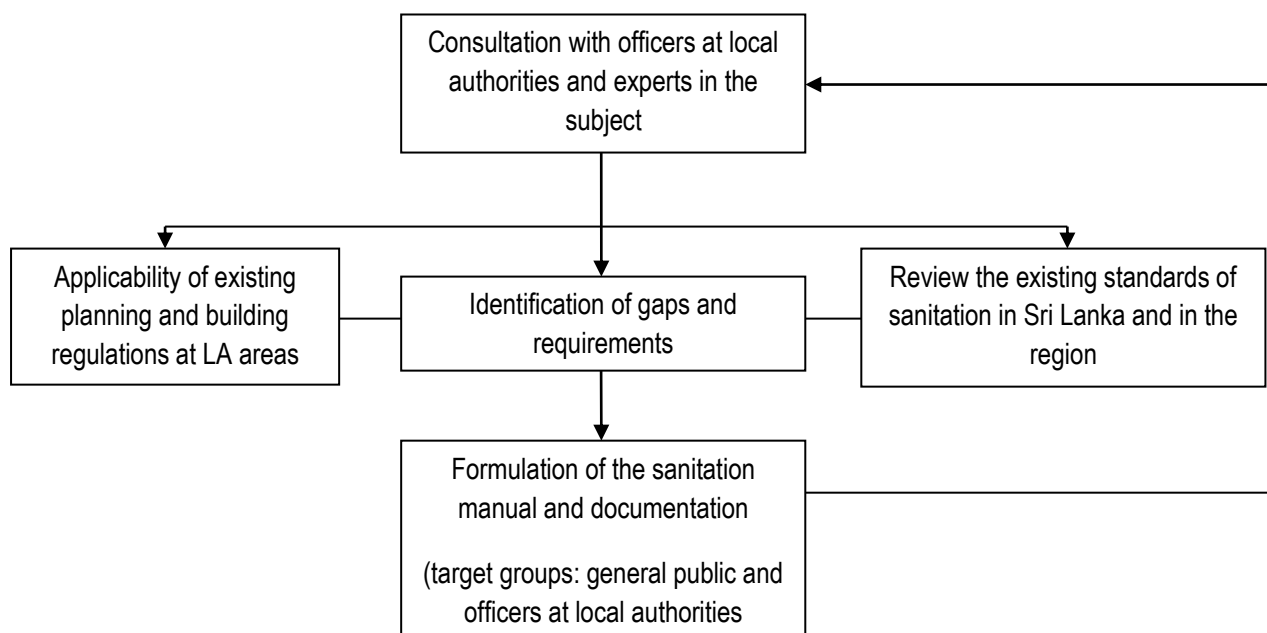 Consultation with officers at local
authorities and experts in the
subject
Applicability of existing
planning and building
regulations at LA areas
Identification of gaps and
requirements
Review the existing standards of
sanitation in Sri Lanka and in the
region
Formulation of the sanitation
manual and documentation
(target groups: general public and
officers at local authorities